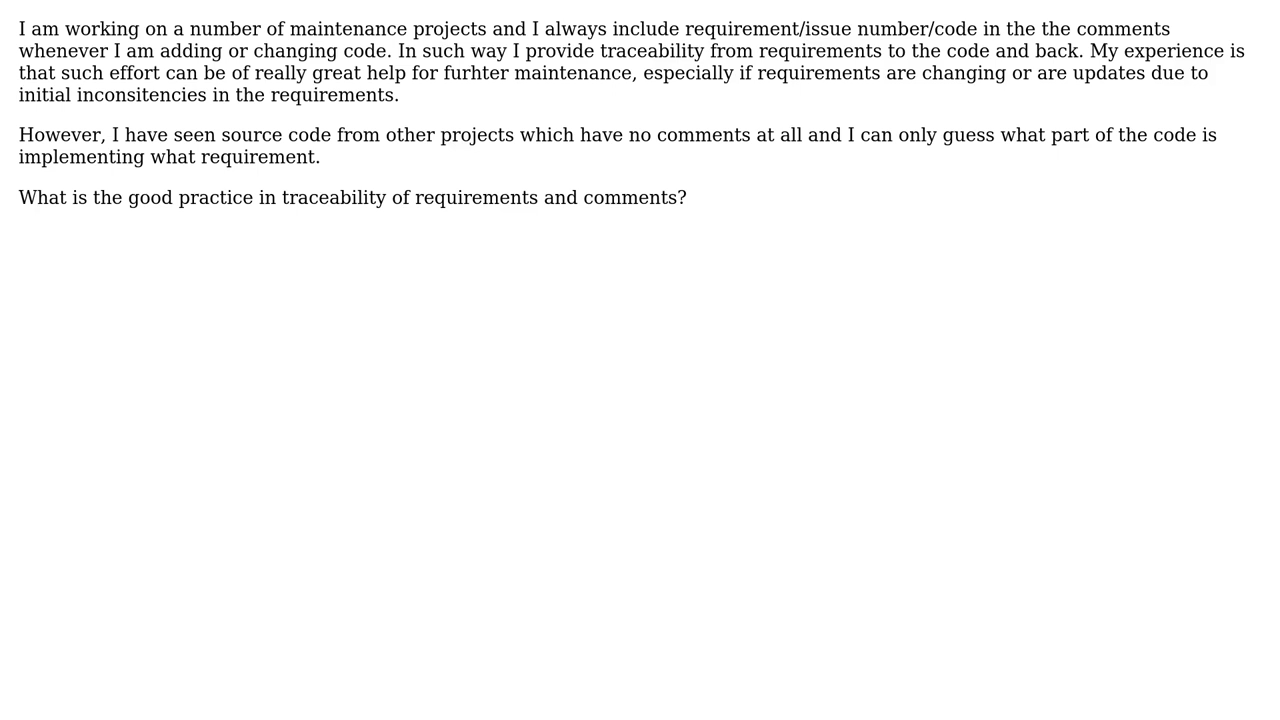 I am working on a number of maintenance projects and I always include requirement/issue number/code in the the comments
whenever I am adding or changing code. In such way I provide traceability from requirements to the code and back. My experience is
that such effort can be of really great help for furhter maintenance, especially if requirements are changing or are updates due to
initial inconsitencies in the requirements.
However, I have seen source code from other projects which have no comments at all and I can only guess what part of the code is
implementing what requirement.
What is the good practice in traceability of requirements and comments?